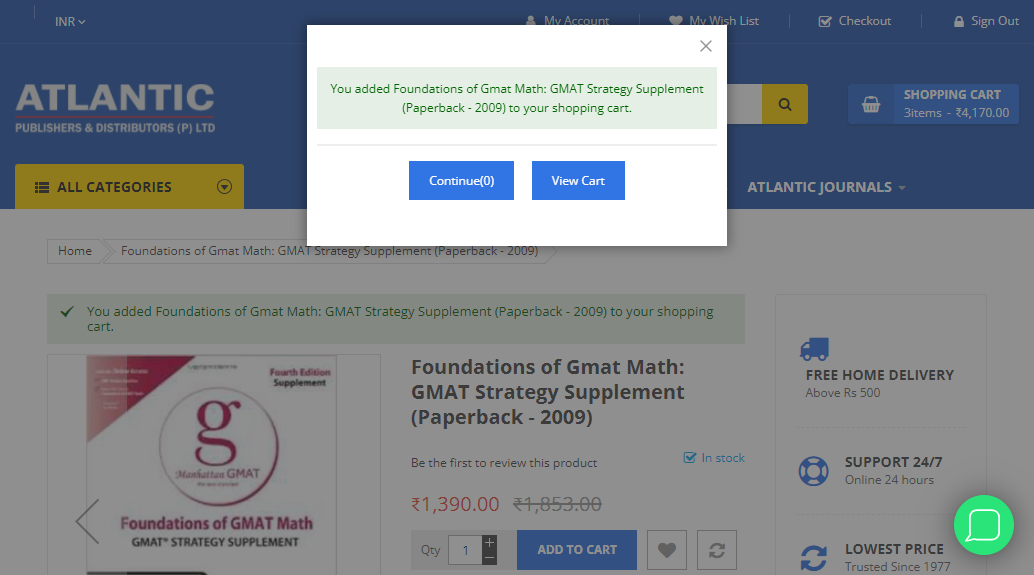 INR
My Account
My Wish List
Checkout
Sign Out
ATLANTIC
PUBLISHERS & DISTRIBUTORS (P) LTD
SHOPPING CART
3items - ₹4,170.00
You added Foundations of Gmat Math: GMAT Strategy Supplement
(Paperback - 2009) to your shopping cart.
Continue(0)
View Cart
ALL CATEGORIES
ATLANTIC JOURNALS
Home
Foundations of Gmat Math: GMAT Strategy Supplement (Paperback - 2009)
You added Foundations of Gmat Math: GMAT Strategy Supplement (Paperback - 2009) to your shopping
cart.
Fourth Edition
Supplement
g
Manhattan GMAT
Foundations of GMAT Math
GMAT* STRATEGY SUPPLEMENT
Foundations of Gmat Math:
GMAT Strategy Supplement
(Paperback - 2009)
Be the first to review this product
In stock
₹1,390.00 ₹1,853.00
Qty 1 + −
ADD TO CART
FREE HOME DELIVERY
Above Rs 500
SUPPORT 24/7
Online 24 hours
LOWEST PRICE
Trusted Since 1977